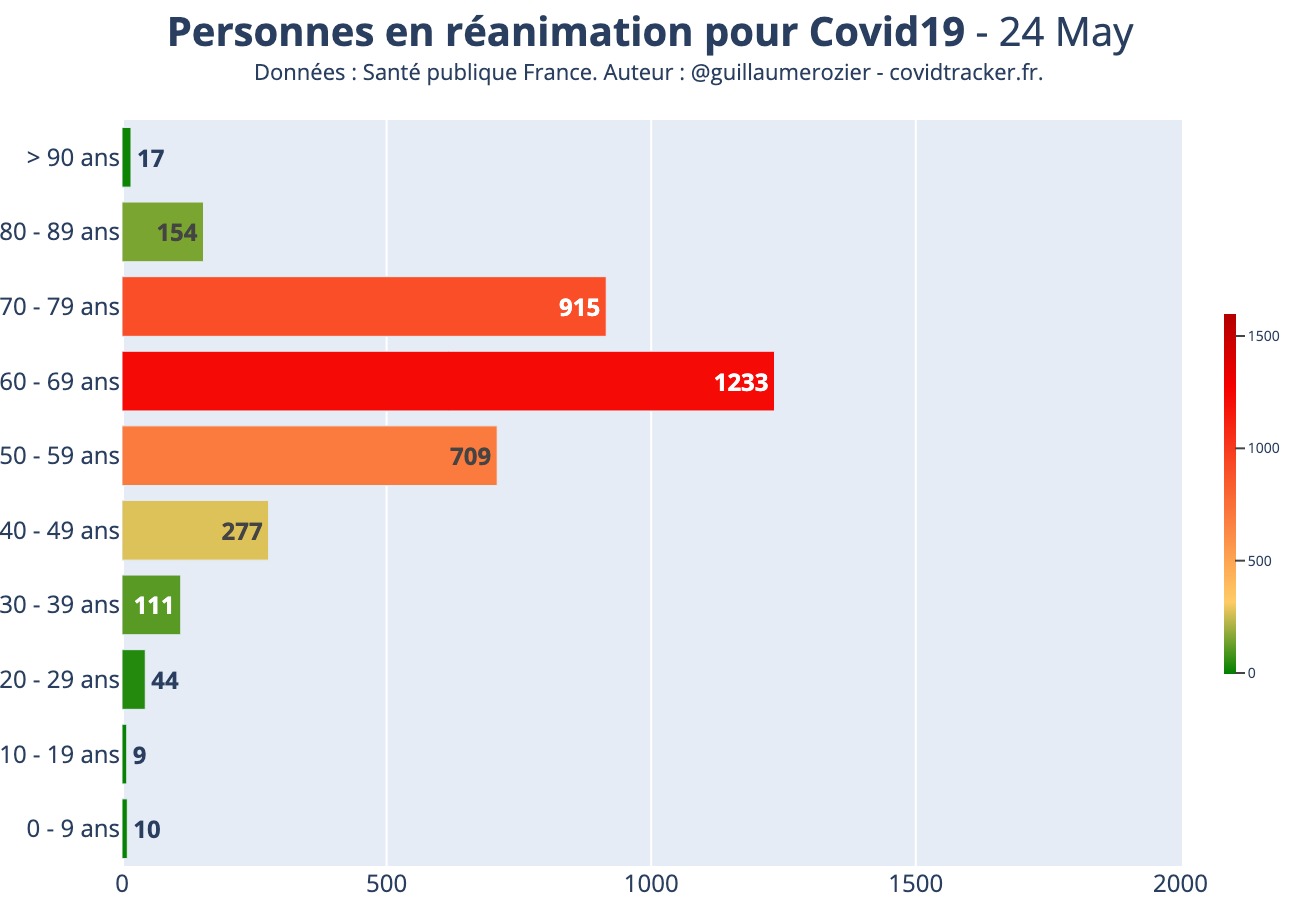 Personnes en réanimation pour Covid19 - 24 May
Données : Santé publique France. Auteur : @guillaumerozier - covidtracker.fr.
> 90 ans 17
80 - 89 ans 154
70 - 79 ans 915
60 - 69 ans 1233
50 - 59 ans 709
40 - 49 ans 277
30 - 39 ans 111
20 - 29 ans 44
10 - 19 ans 9
0 - 9 ans 10
0 500 1000 1500 2000
1500
1000
500
0